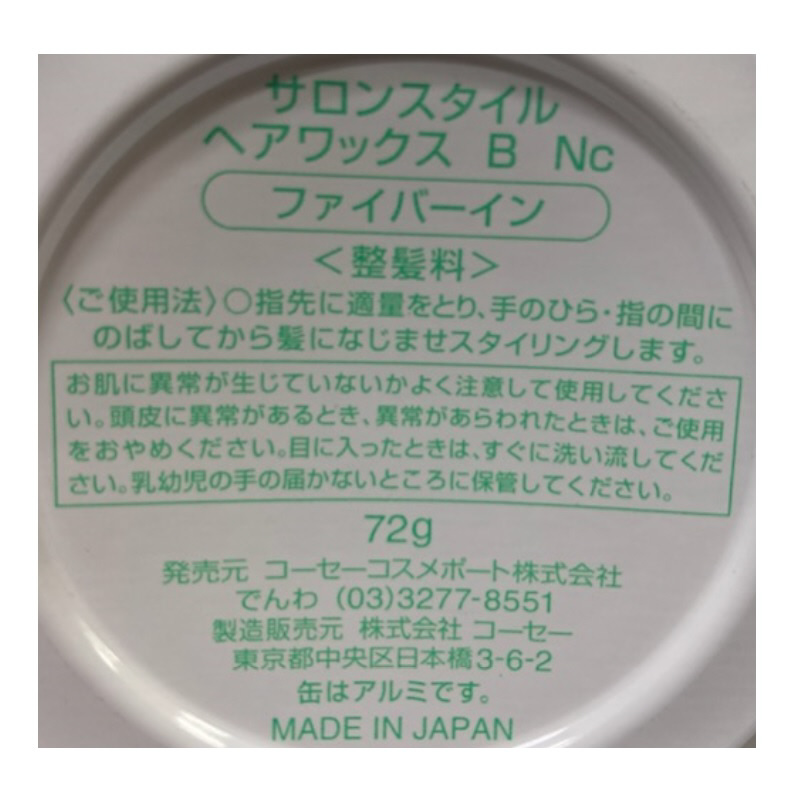 サロンスタイル
ヘアワックス B Nc
ファイバーイン
<整髪料>
〈ご使用法〉○指先に適量をとり、手のひら・指の間に
のばしてから髪になじませスタイリングします。
お肌に異常が生じていないかよく注意して使用してくださ
い。頭皮に異常があるとき、異常があらわれたときは、ご使用
をおやめください。目に入ったときは、すぐに洗い流してくだ
さい。乳幼児の手の届かないところに保管してください。
72g
発売元 コーセーコスメポート株式会社
でんわ (03)3277-8551
製造販売元 株式会社 コーセー
東京都中央区日本橋3-6-2
缶はアルミです。
MADE IN JAPAN